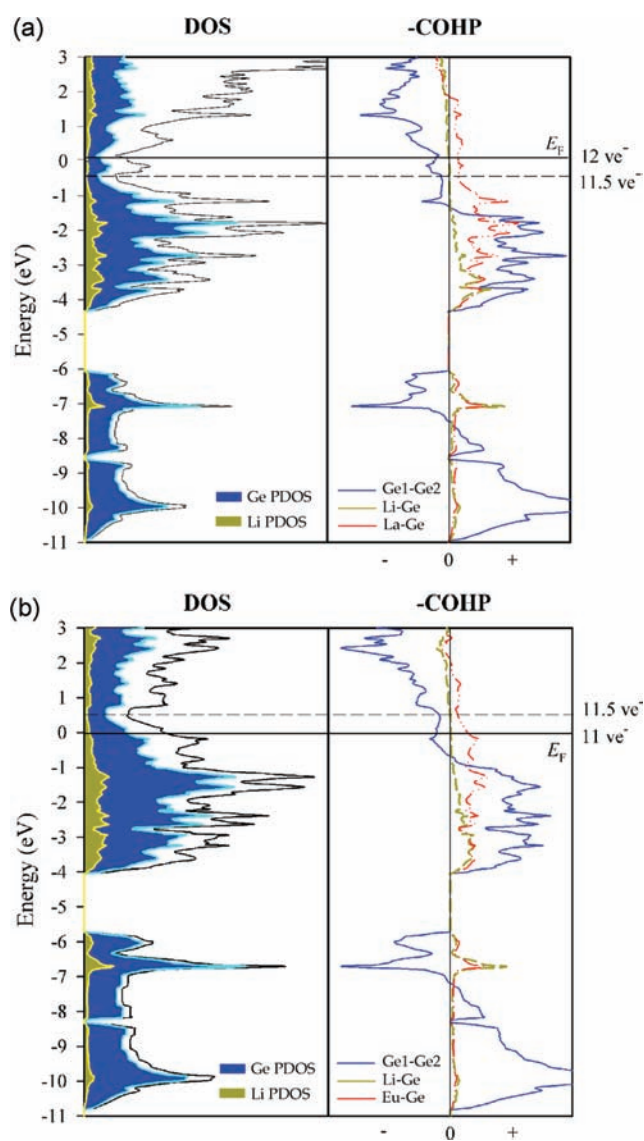 (a)
DOS
-COHP
3
2
1
0
-1
-2
-3
-4
-5
-6
-7
-8
-9
-10
-11
Energy (eV)
E_F
12 ve⁻
11.5 ve⁻
Ge PDOS
Li PDOS
Ge1-Ge2
Li-Ge
La-Ge
- 0 +
(b)
DOS
-COHP
3
2
1
0
-1
-2
-3
-4
-5
-6
-7
-8
-9
-10
-11
Energy (eV)
11.5 ve⁻
11 ve⁻
E_F
Ge PDOS
Li PDOS
Ge1-Ge2
Li-Ge
Eu-Ge
- 0 +